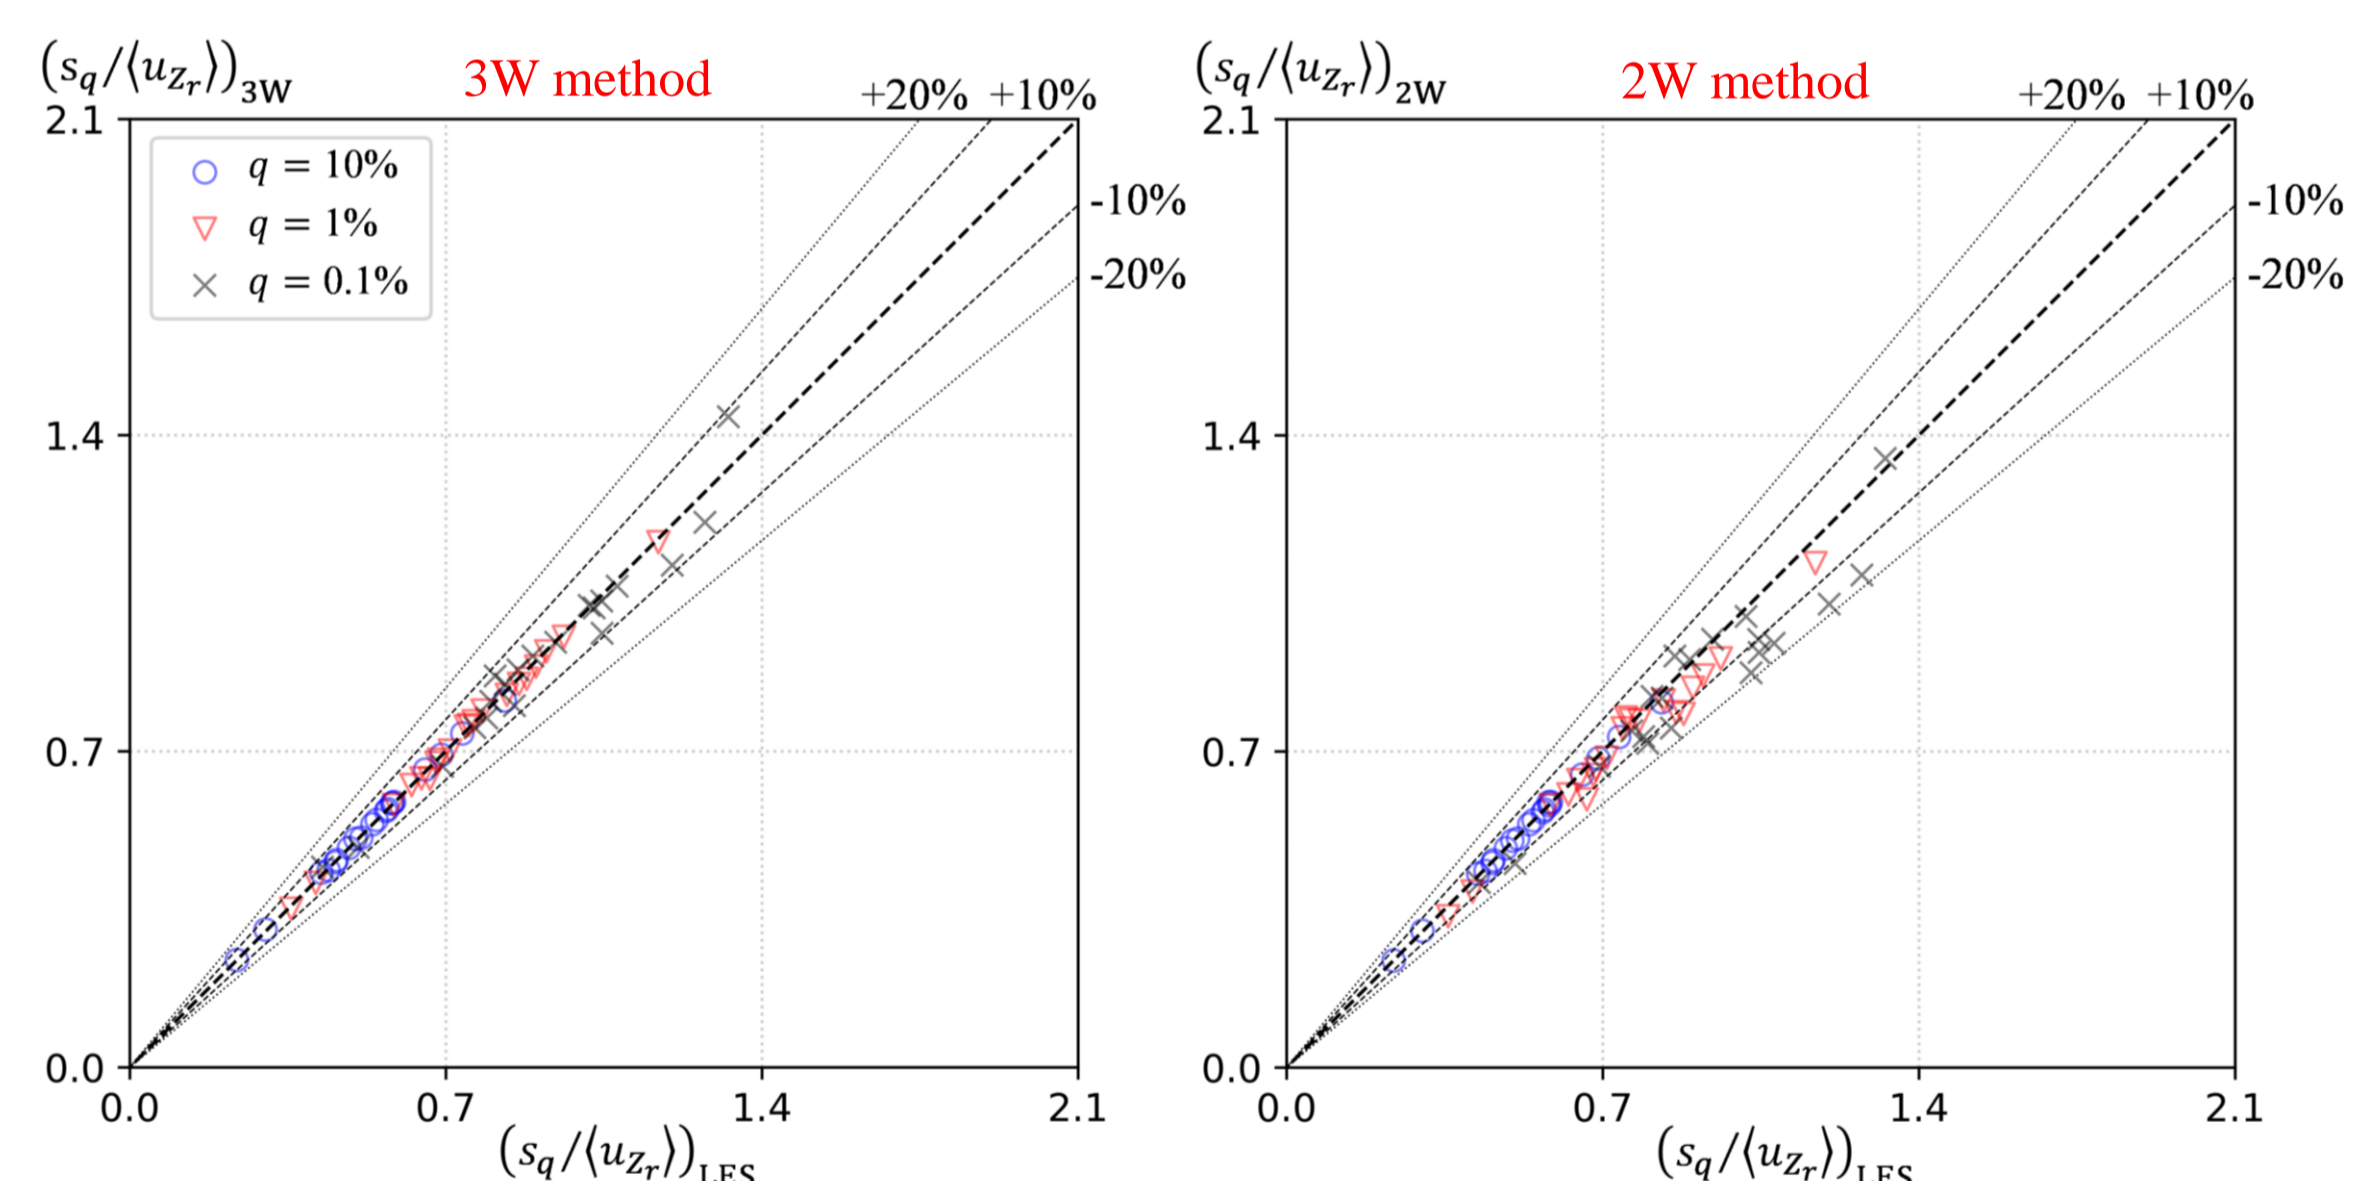 (s_q/⟨u_{Z_r}⟩)_{3W}
3W method
+20% +10%
2.1
q = 10%
q = 1%
q = 0.1%
-10%
-20%
1.4
0.7
0.0
0.0 0.7 1.4 2.1
(s_q/⟨u_{Z_r}⟩)_{LES}
(s_q/⟨u_{Z_r}⟩)_{2W}
2W method
+20% +10%
2.1
-10%
-20%
1.4
0.7
0.0
0.0 0.7 1.4 2.1
(s_q/⟨u_{Z_r}⟩)_{LES}